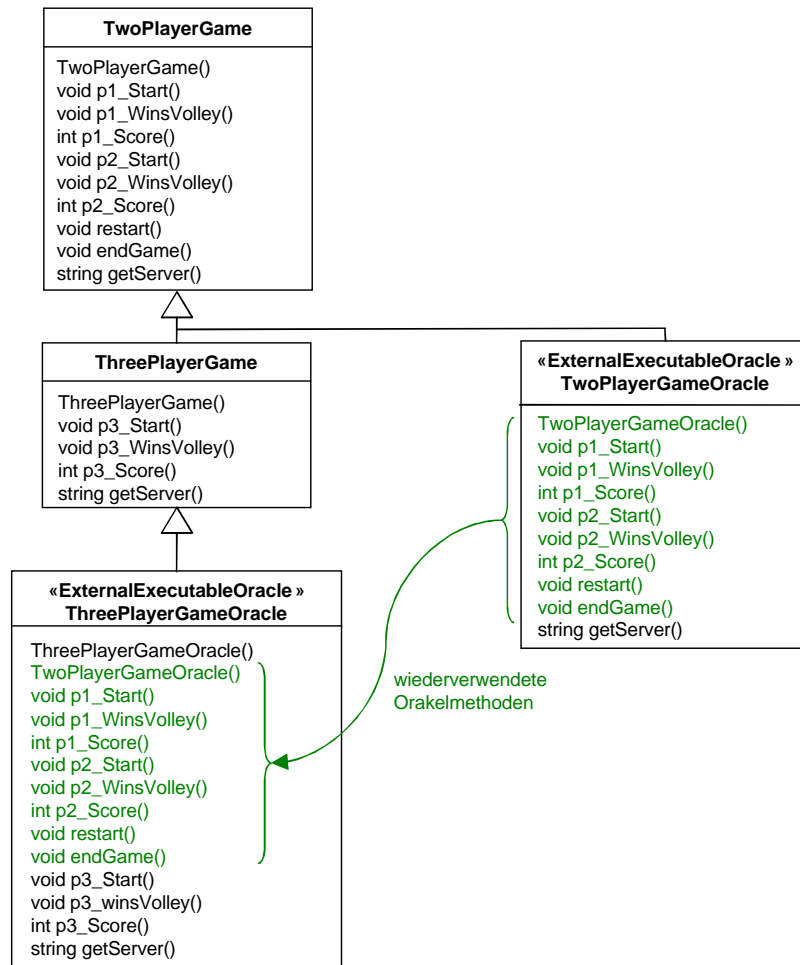 TwoPlayerGame
TwoPlayerGame()
void p1_Start()
void p1_WinsVolley()
int p1_Score()
void p2_Start()
void p2_WinsVolley()
int p2_Score()
void restart()
void endGame()
string getServer()
ThreePlayerGame
ThreePlayerGame()
void p3_Start()
void p3_WinsVolley()
int p3_Score()
string getServer()
«ExternalExecutableOracle »
TwoPlayerGameOracle
TwoPlayerGameOracle()
void p1_Start()
void p1_WinsVolley()
int p1_Score()
void p2_Start()
void p2_WinsVolley()
int p2_Score()
void restart()
void endGame()
string getServer()
«ExternalExecutableOracle »
ThreePlayerGameOracle
ThreePlayerGameOracle()
TwoPlayerGameOracle()
void p1_Start()
void p1_WinsVolley()
int p1_Score()
void p2_Start()
void p2_WinsVolley()
int p2_Score()
void restart()
void endGame()
void p3_Start()
void p3_winsVolley()
int p3_Score()
string getServer()
wiederverwendete
Orakelmethoden